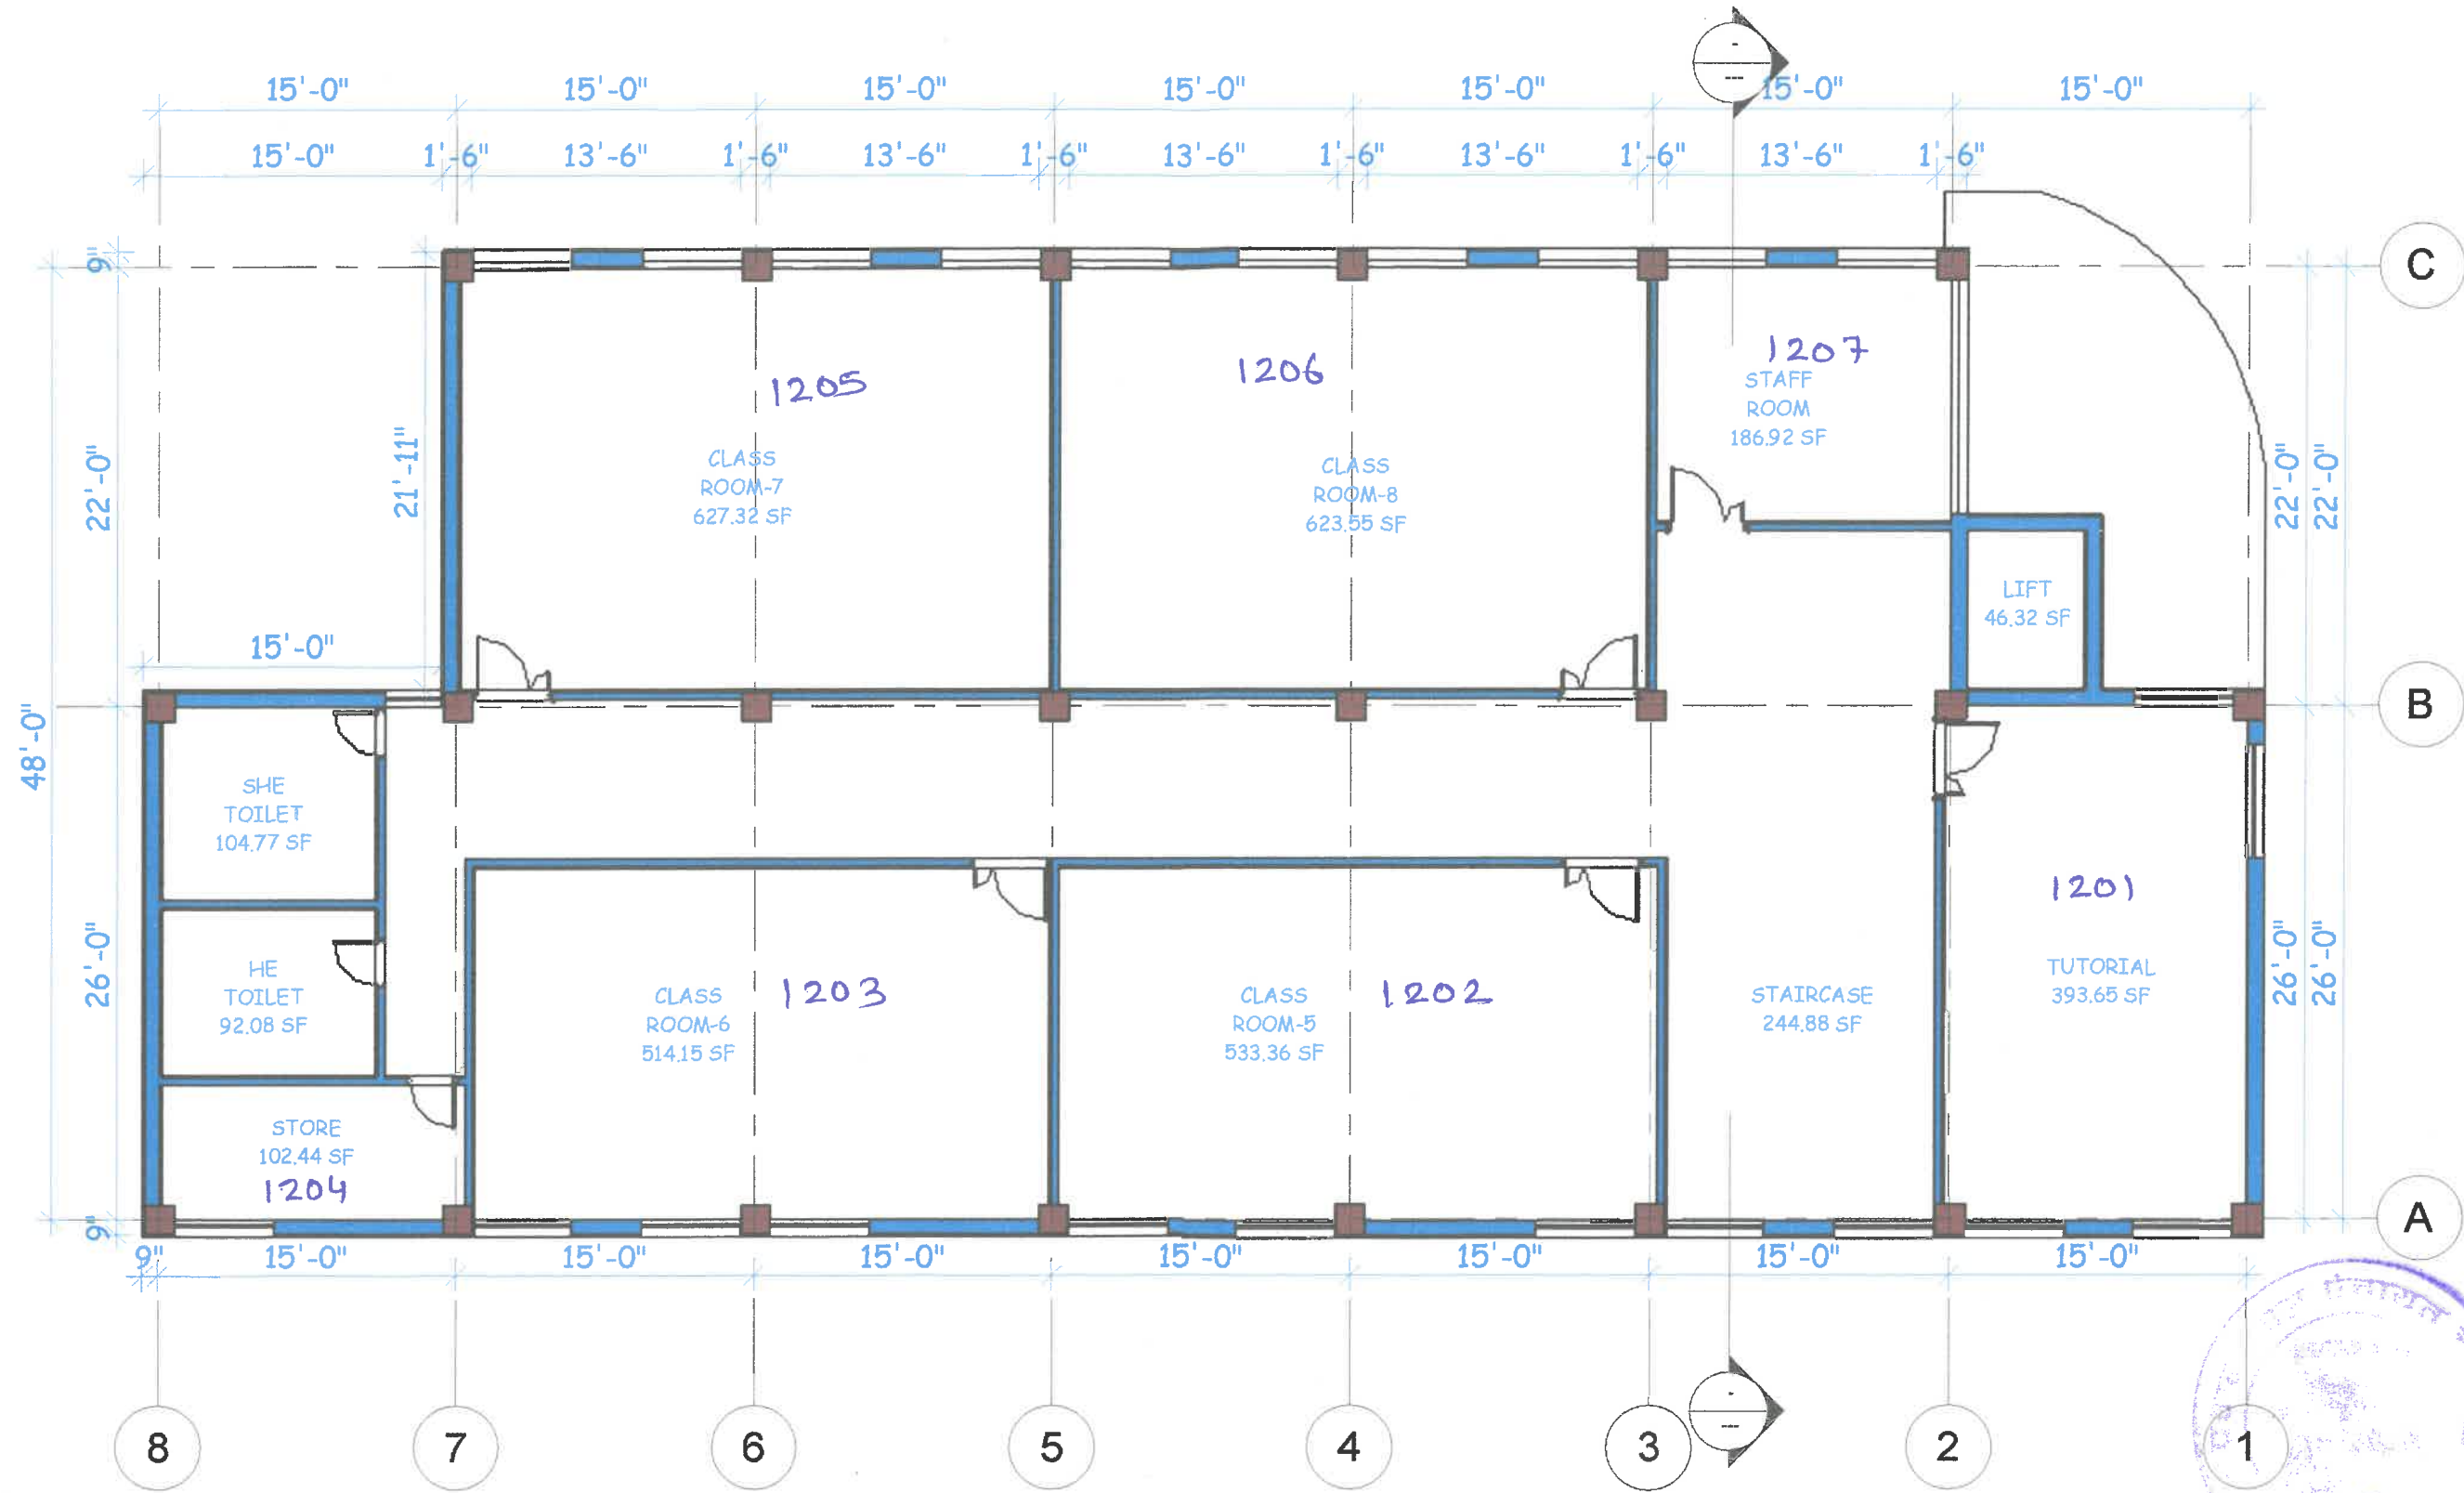 15'-0" 15'-0" 15'-0" 15'-0" 15'-0" 15'-0" 15'-0"
15'-0" 1'-6" 13'-6" 1'-6" 13'-6" 1'-6" 13'-6" 1'-6" 13'-6" 1'-6" 13'-6" 1'-6"
9"
C
22'-0"
21'-11"
1205
CLASS
ROOM-7
627.32 SF
1206
CLASS
ROOM-8
623.55 SF
1207
STAFF
ROOM
186.92 SF
22'-0" 22'-0"
LIFT
46.32 SF
15'-0"
B
48'-0"
SHE
TOILET
104.77 SF
26'-0"
HE
TOILET
92.08 SF
CLASS
ROOM-6
514.15 SF
1203
CLASS
ROOM-5
533.36 SF
1202
STAIRCASE
244.88 SF
1201
TUTORIAL
393.65 SF
26'-0" 26'-0"
STORE
102.44 SF
1204
9"
A
9" 15'-0" 15'-0" 15'-0" 15'-0" 15'-0" 15'-0" 15'-0"
8 7 6 5 4 3 2 1